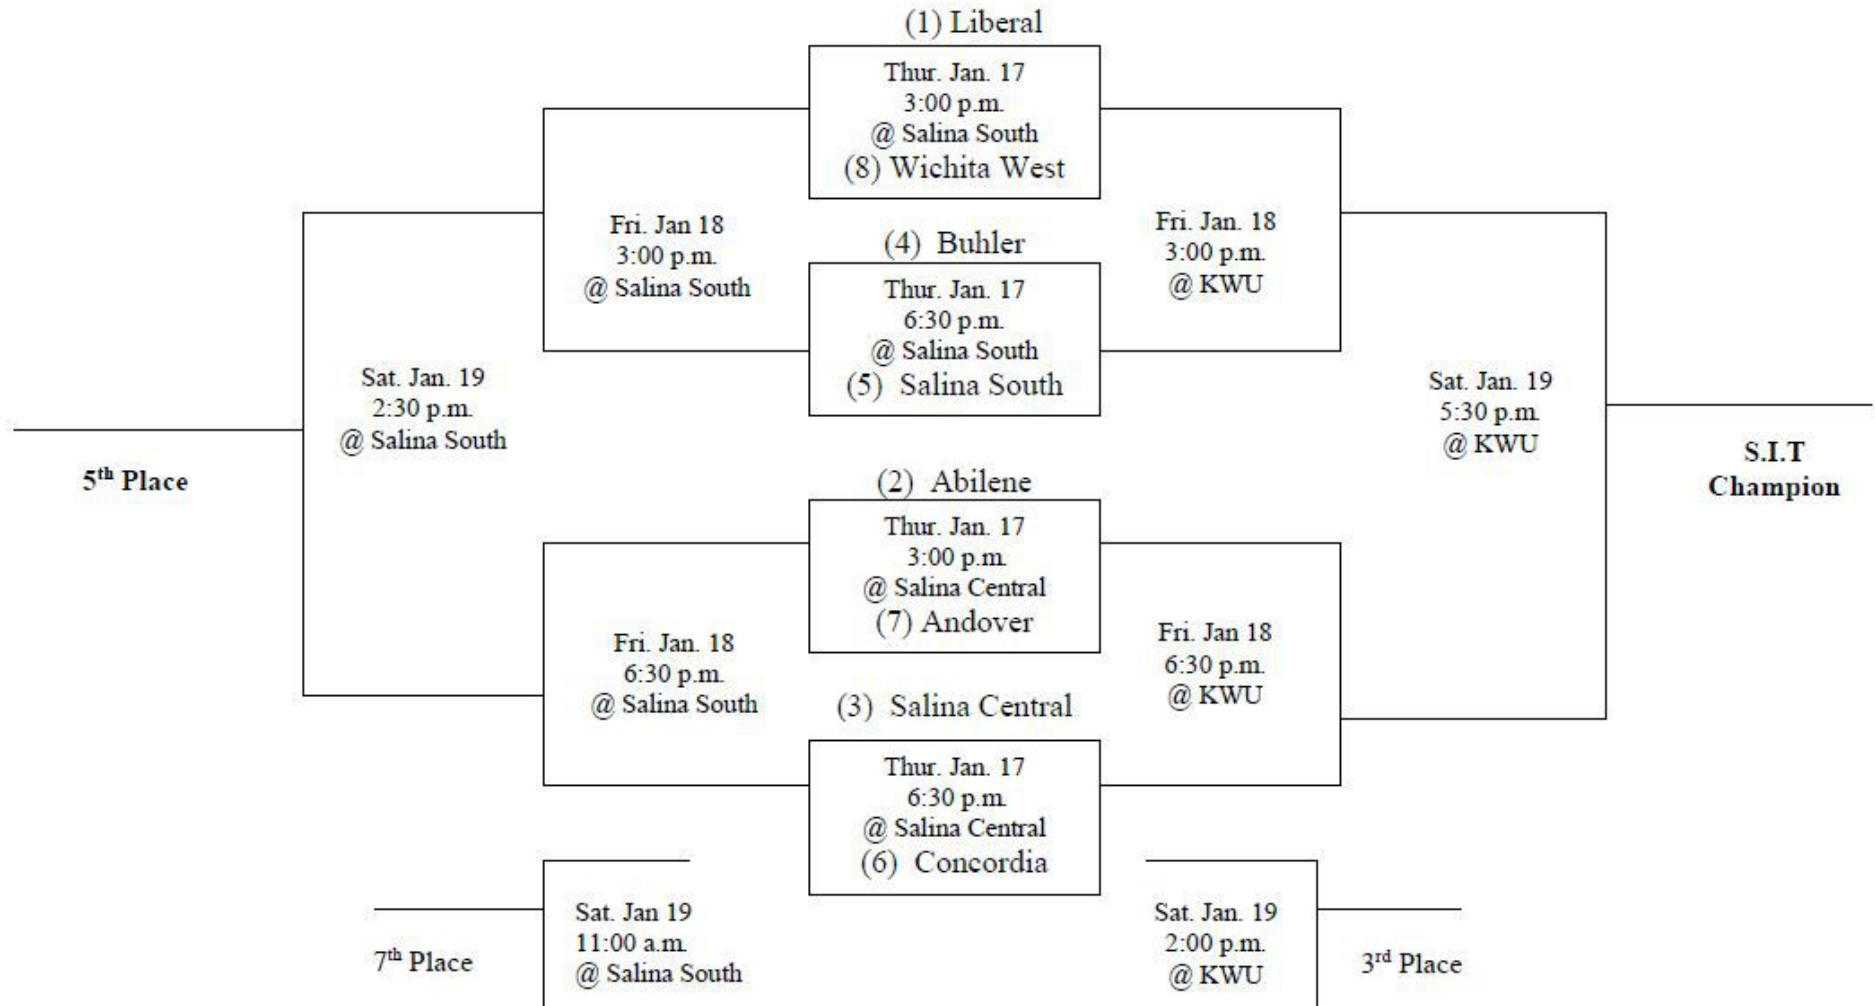 (1) Liberal
Thur. Jan. 17
3:00 p.m.
@ Salina South
(8) Wichita West
Fri. Jan 18
3:00 p.m.
@ Salina South
(4) Buhler
Thur. Jan. 17
6:30 p.m.
@ Salina South
(5) Salina South
Fri. Jan. 18
3:00 p.m.
@ KWU
Sat. Jan. 19
2:30 p.m.
@ Salina South
5th Place
Sat. Jan. 19
5:30 p.m.
@ KWU
S.I.T
Champion
(2) Abilene
Thur. Jan. 17
3:00 p.m.
@ Salina Central
(7) Andover
Fri. Jan. 18
6:30 p.m.
@ Salina South
(3) Salina Central
Thur. Jan. 17
6:30 p.m.
@ Salina Central
(6) Concordia
Fri. Jan 18
6:30 p.m.
@ KWU
7th Place
Sat. Jan 19
11:00 a.m.
@ Salina South
Sat. Jan. 19
2:00 p.m.
@ KWU
3rd Place